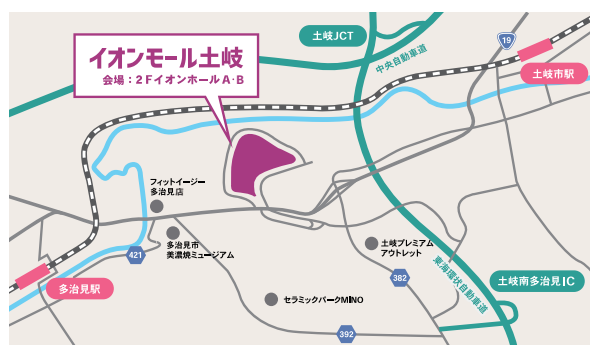 イオンモール土岐
会場：2FイオンホールA・B
土岐JCT
中央自動車道
19
土岐市駅
フィットイージー
多治見店
多治見市
美濃焼ミュージアム
421
土岐プレミアム
アウトレット
382
東海環状自動車道
土岐南多治見IC
多治見駅
セラミックパークMINO
392